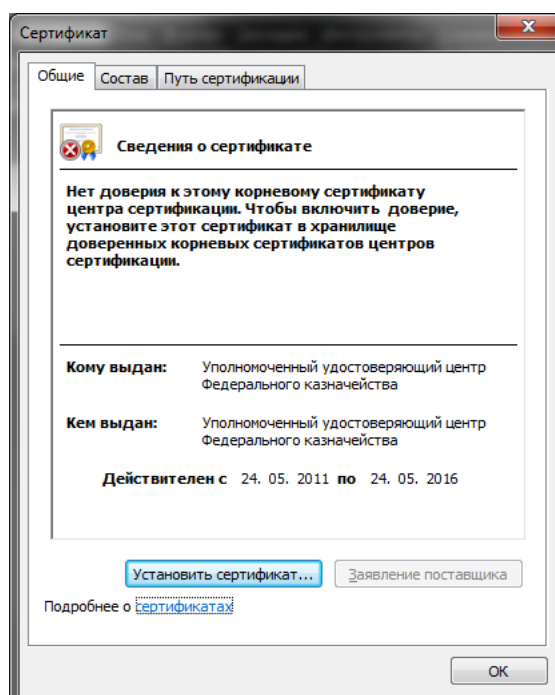 Сертификат
Общие Состав Путь сертификации
Сведения о сертификате
Нет доверия к этому корневому сертификату
центра сертификации. Чтобы включить доверие,
установите этот сертификат в хранилище
доверенных корневых сертификатов центров
сертификации.
Кому выдан: Уполномоченный удостоверяющий центр
Федерального казначейства
Кем выдан: Уполномоченный удостоверяющий центр
Федерального казначейства
Действителен с 24. 05. 2011 по 24. 05. 2016
Установить сертификат... Заявление поставщика
Подробнее о сертификатах
ОК